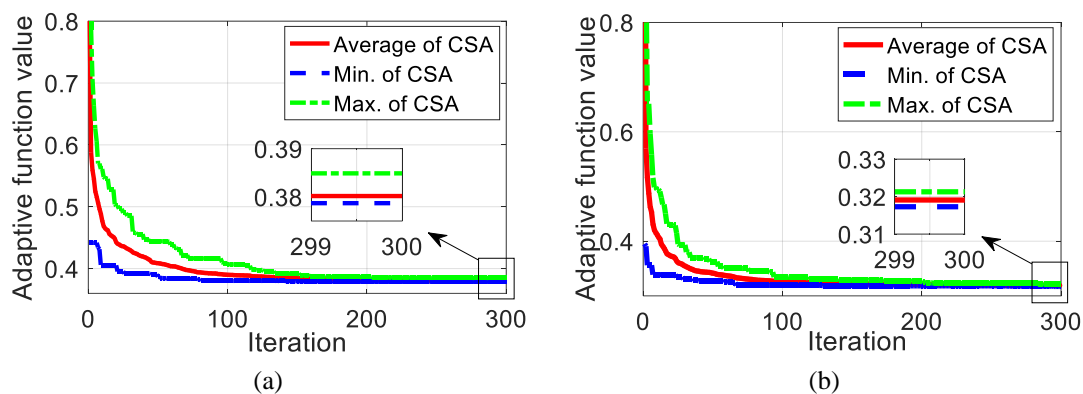 Adaptive function value
0.8
0.7
0.6
0.5
0.4
Average of CSA
Min. of CSA
Max. of CSA
0.39
0.38
299
300
0
100
200
300
Iteration
(a)
Adaptive function value
0.8
0.6
0.4
Average of CSA
Min. of CSA
Max. of CSA
0.33
0.32
0.31
299
300
0
100
200
300
Iteration
(b)